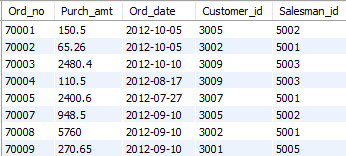 Ord_no Purch_amt Ord_date Customer_id Salesman_id
70001 150.5 2012-10-05 3005 5002
70002 65.26 2012-10-05 3002 5001
70003 2480.4 2012-10-10 3009 5003
70004 110.5 2012-08-17 3009 5003
70005 2400.6 2012-07-27 3007 5001
70007 948.5 2012-09-10 3005 5002
70008 5760 2012-09-10 3002 5001
70009 270.65 2012-09-10 3001 5005